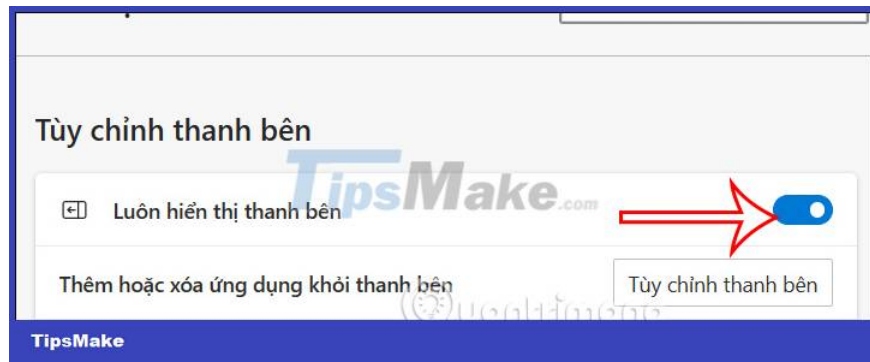 Tùy chỉnh thanh bên
TipsMake.com
Luôn hiển thị thanh bên
Thêm hoặc xóa ứng dụng khỏi thanh bên
Tùy chỉnh thanh bên
Quantrimang
TipsMake